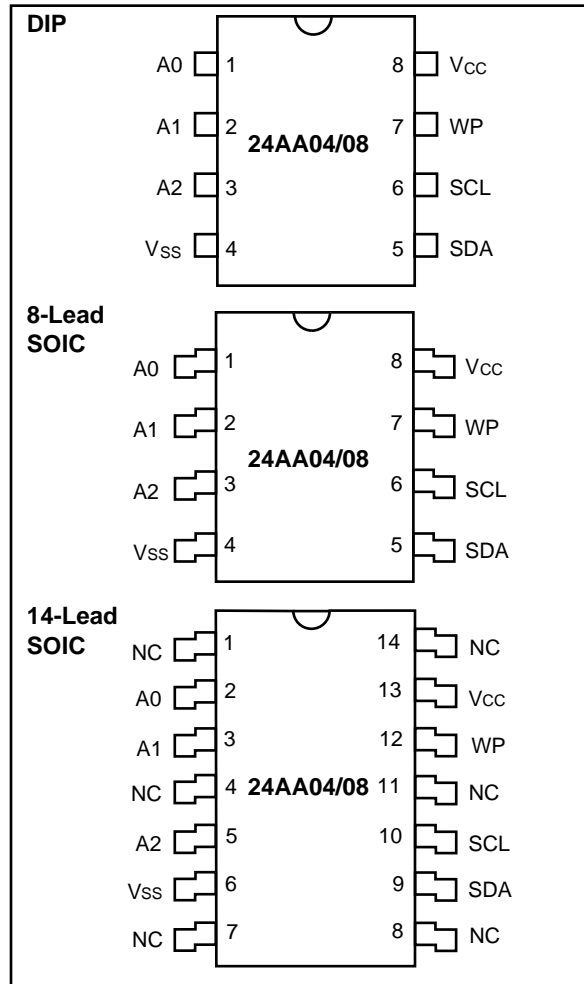 DIP
A0 1 8 VCC
A1 2 7 WP
24AA04/08
A2 3 6 SCL
VSS 4 5 SDA
8-Lead
SOIC
A0 1 8 VCC
A1 2 7 WP
24AA04/08
A2 3 6 SCL
VSS 4 5 SDA
14-Lead
SOIC
NC 1 14 NC
A0 2 13 VCC
A1 3 12 WP
NC 4 24AA04/08 11 NC
A2 5 10 SCL
VSS 6 9 SDA
NC 7 8 NC